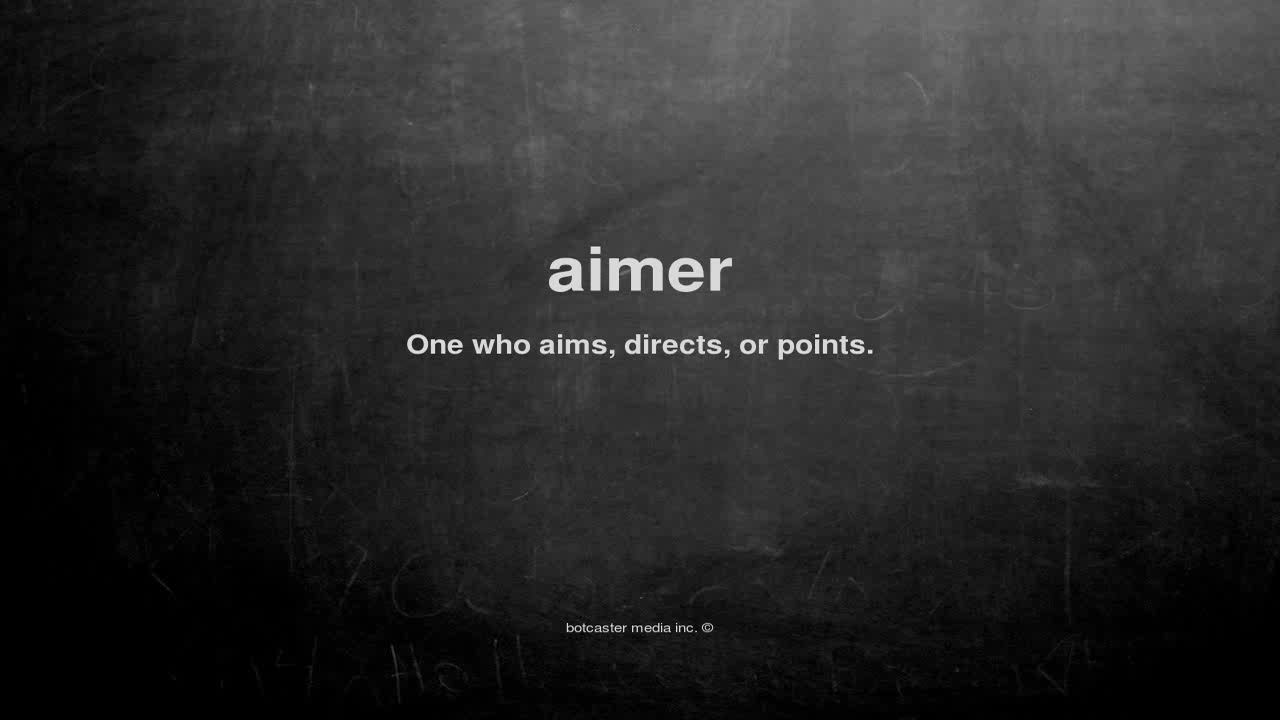 aimer
One who aims, directs, or points.
botcaster media inc. ©